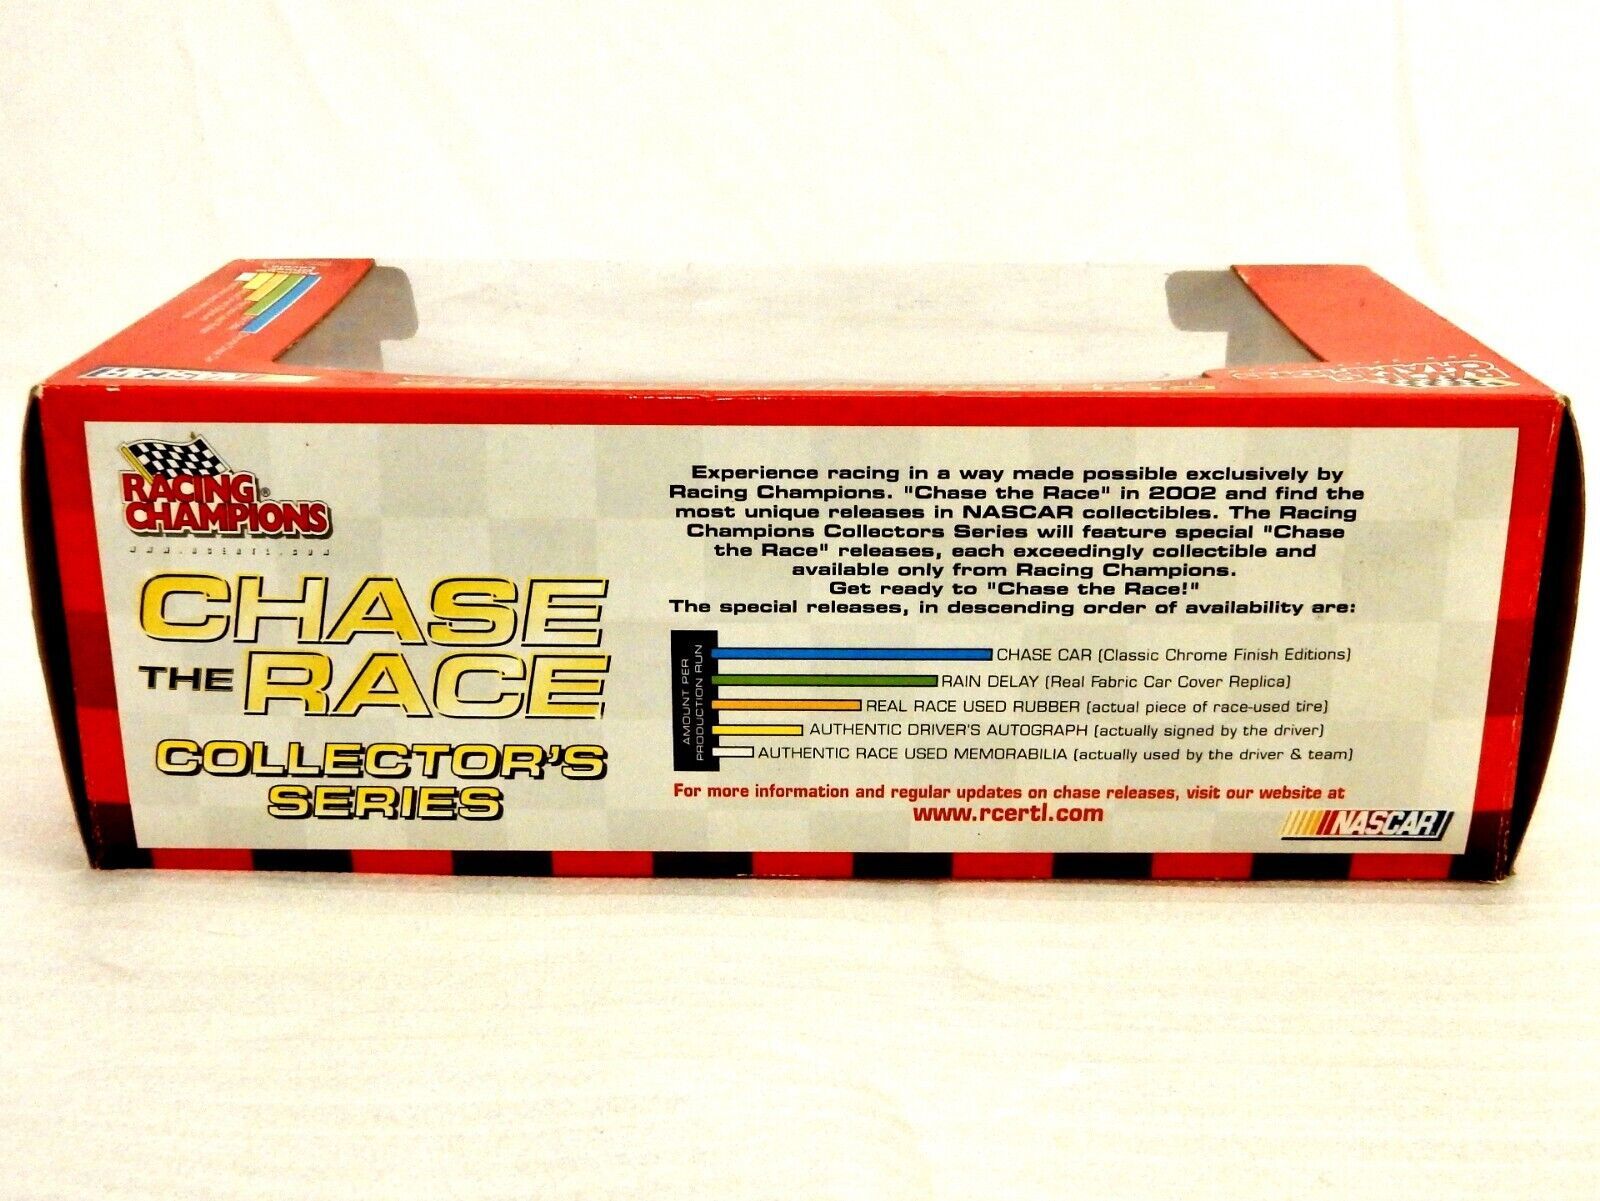 RACING®
CHAMPIONS
CHASE
THE RACE
COLLECTOR'S
SERIES
Experience racing in a way made possible exclusively by
Racing Champions. "Chase the Race" in 2002 and find the
most unique releases in NASCAR collectibles. The Racing
Champions Collectors Series will feature special "Chase
the Race" releases, each exceedingly collectible and
available only from Racing Champions.
Get ready to "Chase the Race!"
The special releases, in descending order of availability are:
AMOUNT PER
PRODUCTION RUN
CHASE CAR (Classic Chrome Finish Editions)
RAIN DELAY (Real Fabric Car Cover Replica)
REAL RACE USED RUBBER (actual piece of race-used tire)
AUTHENTIC DRIVER'S AUTOGRAPH (actually signed by the driver)
AUTHENTIC RACE USED MEMORABILIA (actually used by the driver & team)
For more information and regular updates on chase releases, visit our website at
www.rcertl.com
NASCAR